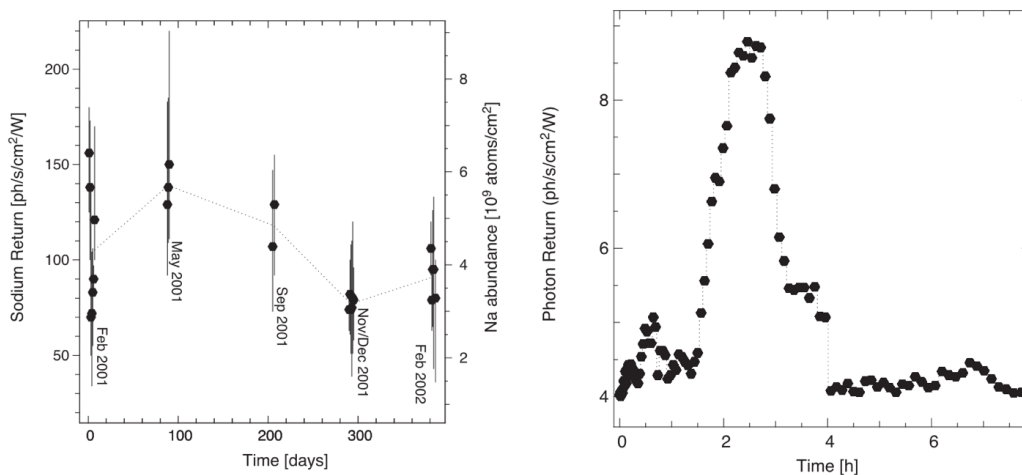 Sodium Return [ph/s/cm²/W]
200
150
100
50
Feb 2001
May 2001
Sep 2001
Nov/Dec 2001
Feb 2002
8
6
4
2
Na abundance [10⁹ atoms/cm²]
0
100
200
300
Time [days]
Photon Return (ph/s/cm²/W)
8
6
4
0
2
4
6
Time [h]